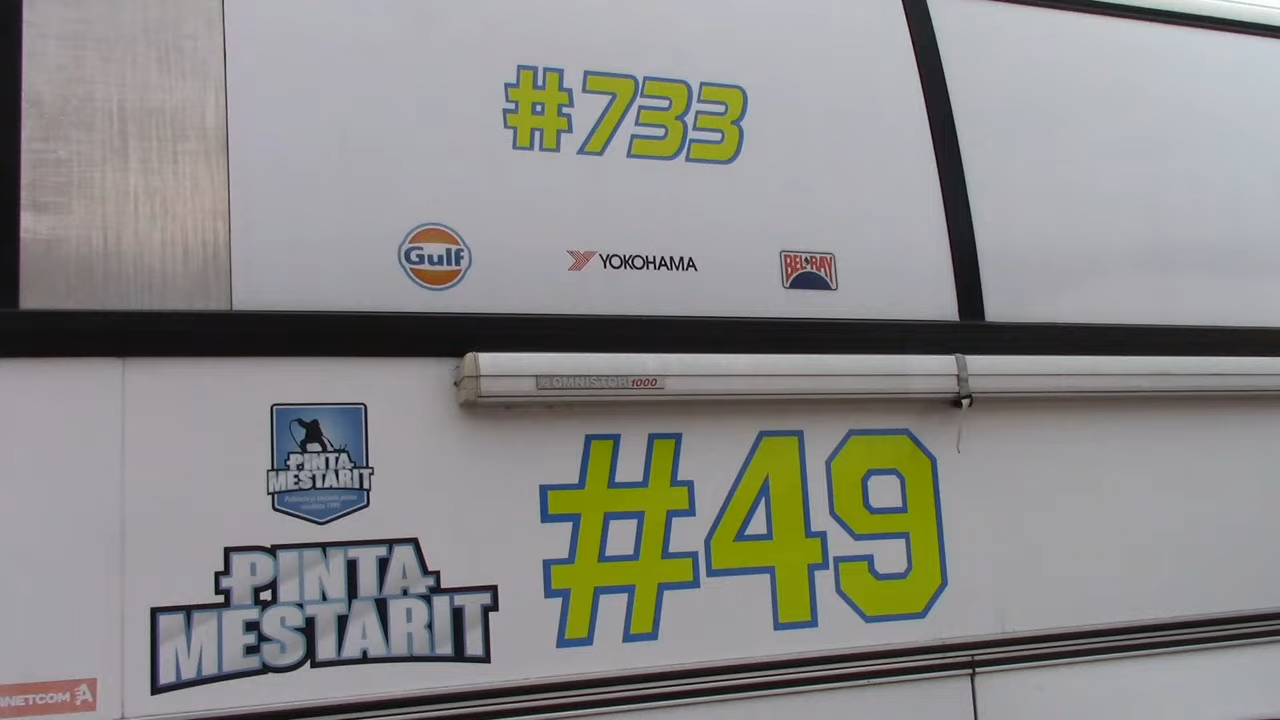 #733
Gulf
YOKOHAMA
BEL-RAY
OMNISTOR 1000
PINTA
MESTARIT
PINTA
MESTARIT
#49
NETCOM